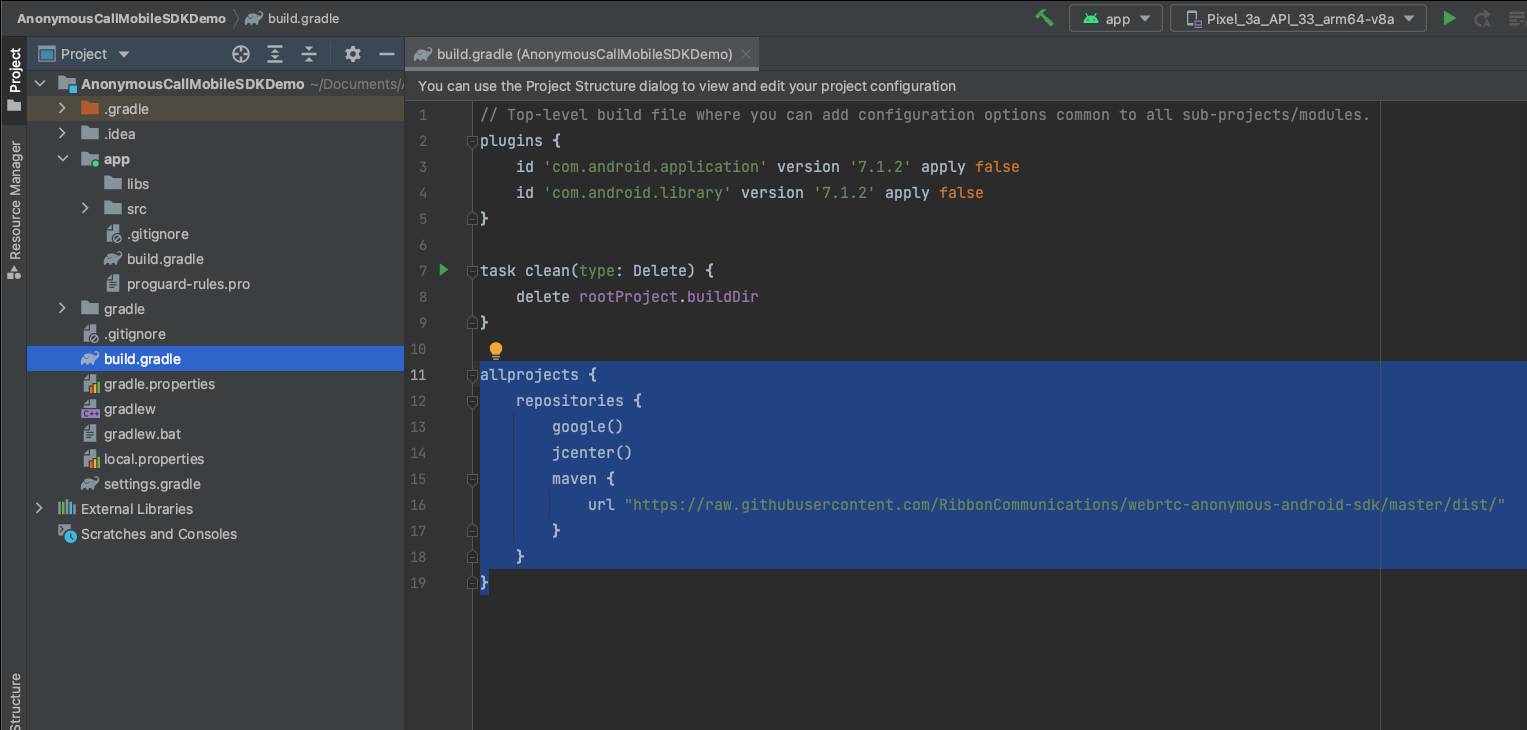 AnonymousCallMobileSDKDemo build.gradle
app
Pixel_3a_API_33_arm64-v8a
Project
Resource Manager
Structure
Project
AnonymousCallMobileSDKDemo ~/Documents/
.gradle
.idea
app
libs
src
.gitignore
build.gradle
proguard-rules.pro
gradle
.gitignore
build.gradle
gradle.properties
gradlew
gradlew.bat
local.properties
settings.gradle
External Libraries
Scratches and Consoles
build.gradle (AnonymousCallMobileSDKDemo)
You can use the Project Structure dialog to view and edit your project configuration
1 // Top-level build file where you can add configuration options common to all sub-projects/modules.
2 plugins {
3 id 'com.android.application' version '7.1.2' apply false
4 id 'com.android.library' version '7.1.2' apply false
5 }
6
7 task clean(type: Delete) {
8 delete rootProject.buildDir
9 }
10
11 allprojects {
12 repositories {
13 google()
14 jcenter()
15 maven {
16 url "https://raw.githubusercontent.com/RibbonCommunications/webrtc-anonymous-android-sdk/master/dist/"
17 }
18 }
19 }